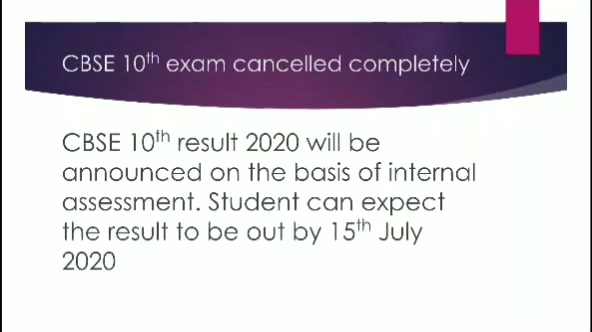 CBSE 10th exam cancelled completely
CBSE 10th result 2020 will be
announced on the basis of internal
assessment. Student can expect
the result to be out by 15th July
2020